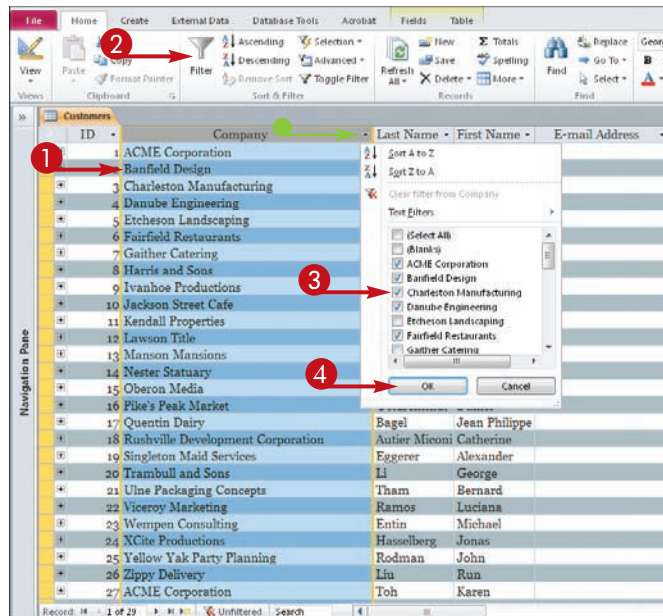 File Home Create External Data Database Tools Acrobat Fields Table
2
View
Paste
Copy
Format Painter
Filter
Ascending
Descending
Remove Sort
Selection
Advanced
Toggle Filter
Refresh All
New
Save
Delete
Σ Totals
Spelling
More
Find
Replace
Go To
Select
Geor
B
A
Views Clipboard Sort & Filter Records Find
Customers
ID Company Last Name First Name E-mail Address
1
1 ACME Corporation
Banfield Design
3 Charleston Manufacturing
4 Danube Engineering
5 Etcheson Landscaping
6 Fairfield Restaurants
7 Gaither Catering
8 Harris and Sons
9 Ivanhoe Productions
10 Jackson Street Cafe
11 Kendall Properties
12 Lawson Title
13 Manson Mansions
14 Nester Statuary
15 Oberon Media
16 Pike's Peak Market
17 Quentin Dairy Bagel Jean Philippe
18 Rushville Development Corporation Autier Miconi Catherine
19 Singleton Maid Services Eggerer Alexander
20 Trambull and Sons Li George
21 Ulne Packaging Concepts Tham Bernard
22 Viceroy Marketing Ramos Luciana
23 Wempen Consulting Entin Michael
24 XCite Productions Hasselberg Jonas
25 Yellow Yak Party Planning Rodman John
26 Zippy Delivery Liu Run
27 ACME Corporation Toh Karen
Sort A to Z
Sort Z to A
Clear filter from Company
Text Filters
(Select All)
(Blanks)
ACME Corporation
Banfield Design
3
Charleston Manufacturing
Danube Engineering
Etcheson Landscaping
Fairfield Restaurants
Gaither Catering
4
OK Cancel
Navigation Pane
Record: 1 of 29 Unfiltered Search